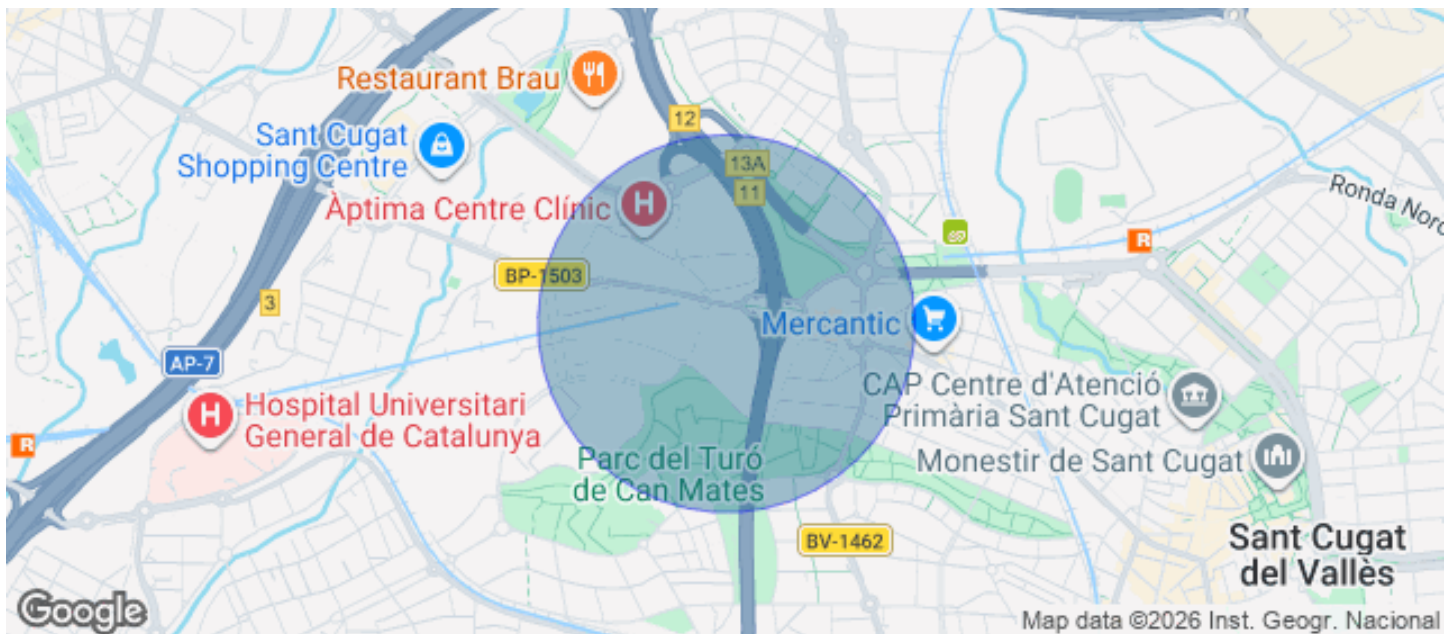 Restaurant Brau
12
Sant Cugat
Shopping Centre
13A
11
Àptima Centre Clínic
H
Ronda Nord
R
BP-1503
3
Mercantic
AP-7
CAP Centre d'Atenció
Primària Sant Cugat
H
Hospital Universitari
General de Catalunya
R
Parc del Turó
de Can Mates
Monestir de Sant Cugat
BV-1462
Sant Cugat
del Vallès
Google
Map data ©2026 Inst. Geogr. Nacional